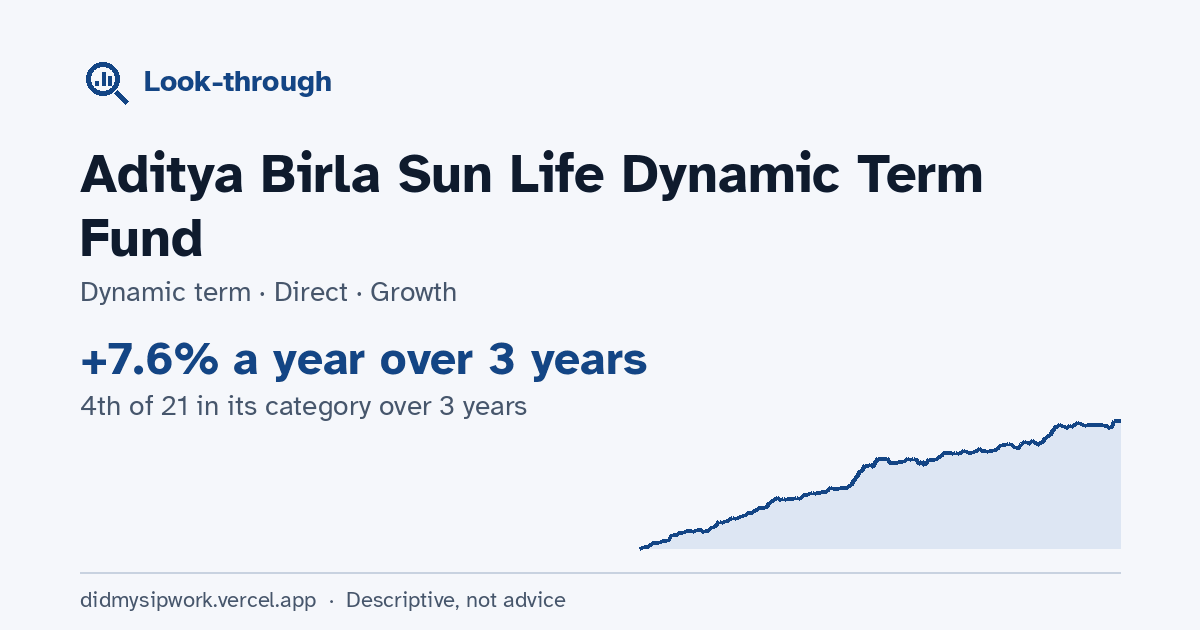 Look-through
Aditya Birla Sun Life Dynamic Term
Fund
Dynamic term · Direct · Growth
+7.6% a year over 3 years
4th of 21 in its category over 3 years
didmysipwork.vercel.app · Descriptive, not advice